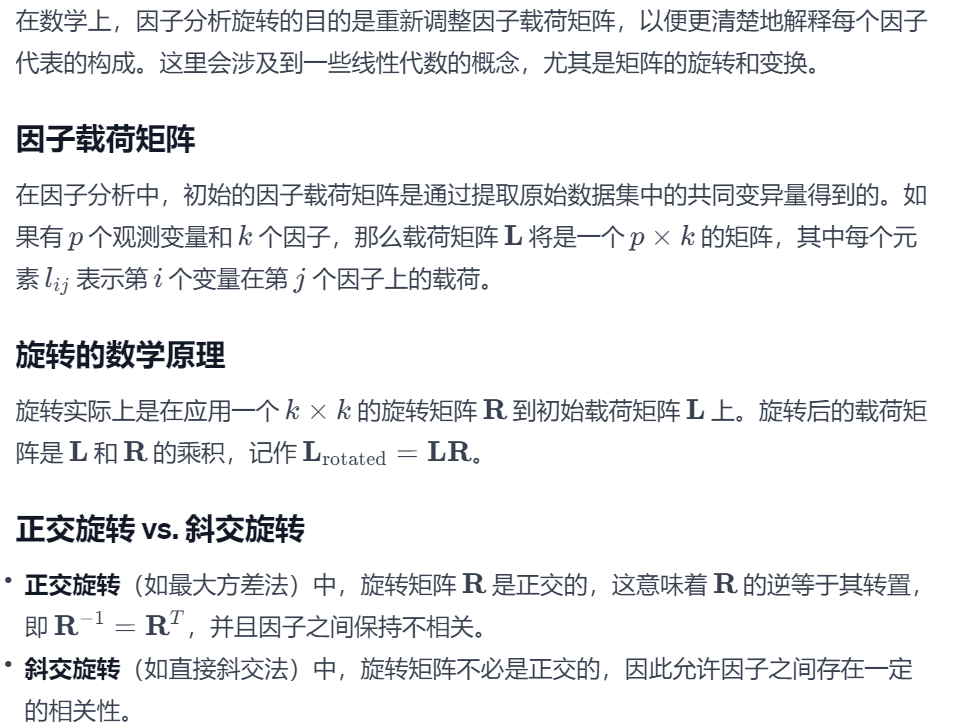 在数学上，因子分析旋转的目的是重新调整因子载荷矩阵，以便更清楚地解释每个因子
代表的构成。这里会涉及到一些线性代数的概念，尤其是矩阵的旋转和变换。
因子载荷矩阵
在因子分析中，初始的因子载荷矩阵是通过提取原始数据集中的共同变异量得到的。如
果有 p 个观测变量和 k 个因子，那么载荷矩阵 L 将是一个 p × k 的矩阵，其中每个元
素 l_{ij} 表示第 i 个变量在第 j 个因子上的载荷。
旋转的数学原理
旋转实际上是在应用一个 k × k 的旋转矩阵 R 到初始载荷矩阵 L 上。旋转后的载荷矩
阵是 L 和 R 的乘积，记作 L_{rotated} = LR。
正交旋转 vs. 斜交旋转
• 正交旋转（如最大方差法）中，旋转矩阵 R 是正交的，这意味着 R 的逆等于其转置，
即 R^{-1} = R^T，并且因子之间保持不相关。
• 斜交旋转（如直接斜交法）中，旋转矩阵不必是正交的，因此允许因子之间存在一定
的相关性。